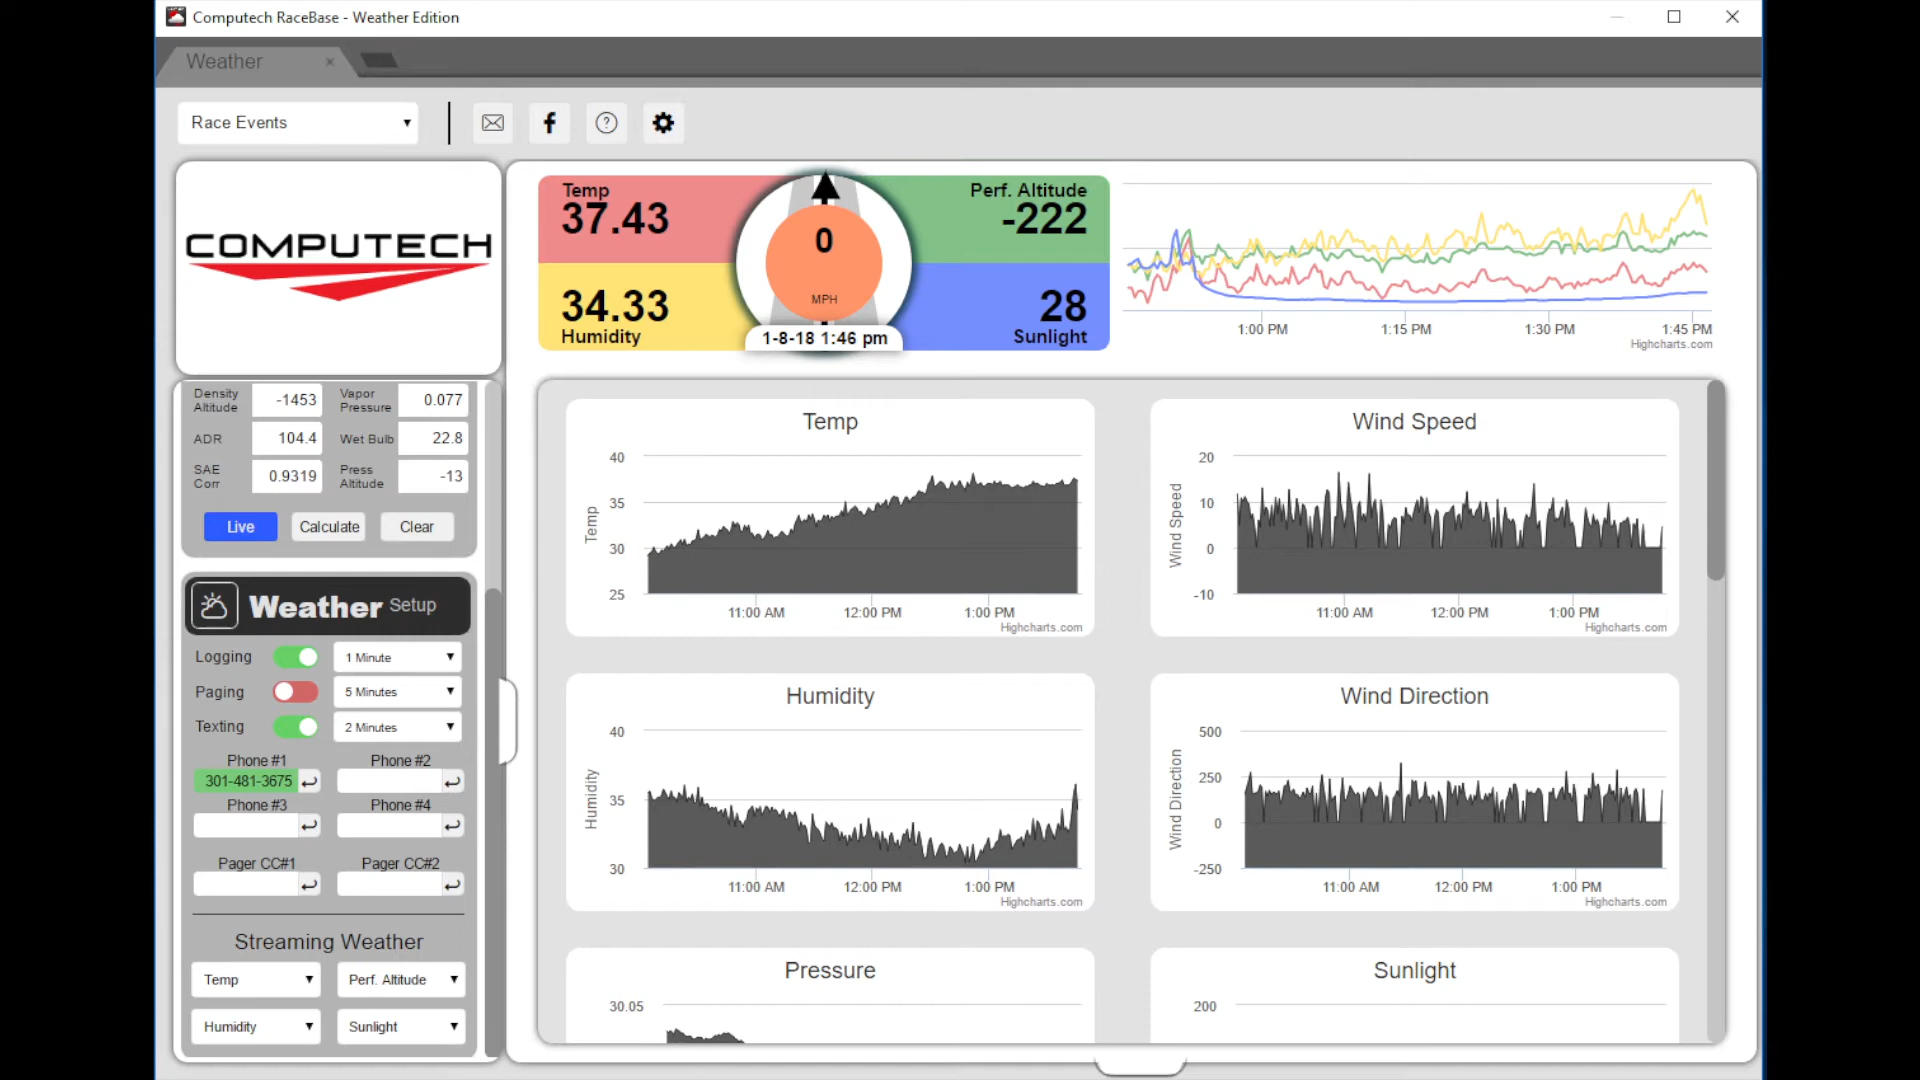 Computech RaceBase - Weather Edition
Weather ×
Race Events
COMPUTECH
Temp
37.43
Perf. Altitude
-222
0
MPH
34.33
Humidity
28
Sunlight
1-8-18 1:46 pm
1:00 PM 1:15 PM 1:30 PM 1:45 PM
Highcharts.com
Density Altitude -1453 Vapor Pressure 0.077
ADR 104.4 Wet Bulb 22.8
SAE Corr 0.9319 Press Altitude -13
Live Calculate Clear
Weather Setup
Logging 1 Minute
Paging 5 Minutes
Texting 2 Minutes
Phone #1 Phone #2
301-481-3675
Phone #3 Phone #4
Pager CC#1 Pager CC#2
Streaming Weather
Temp Perf. Altitude
Humidity Sunlight
Temp
Temp
40
35
30
25
11:00 AM 12:00 PM 1:00 PM
Highcharts.com
Wind Speed
Wind Speed
20
10
0
-10
11:00 AM 12:00 PM 1:00 PM
Highcharts.com
Humidity
Humidity
40
35
30
11:00 AM 12:00 PM 1:00 PM
Highcharts.com
Wind Direction
Wind Direction
500
250
0
-250
11:00 AM 12:00 PM 1:00 PM
Highcharts.com
Pressure
30.05
Sunlight
200